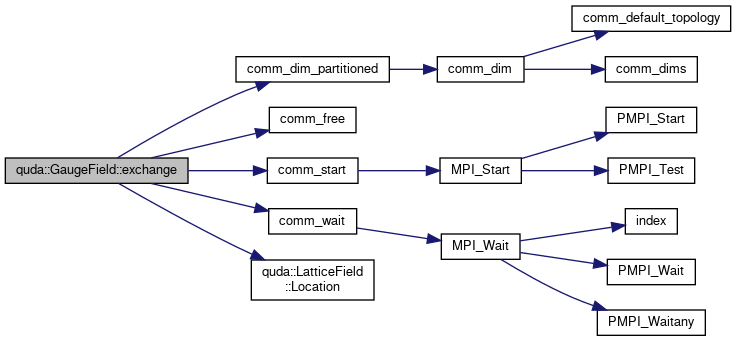 comm_default_topology
comm_dim_partitioned
comm_dim
comm_dims
comm_free
PMPI_Start
quda::GaugeField::exchange
comm_start
MPI_Start
PMPI_Test
comm_wait
index
MPI_Wait
PMPI_Wait
quda::LatticeField
::Location
PMPI_Waitany